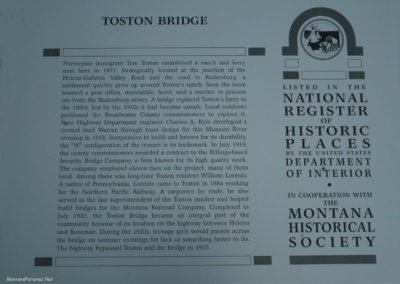 TOSTON BRIDGE
Norwegian immigrant Tom Toston established a ranch and ferry
near here in 1871. Strategically located at the junction of the
Helena-Gallatin Valley Road and the road to Radersburg, a
settlement quickly grew up around Toston's ranch. Soon the town
boasted a post office, mercantile, hotel, and a smelter to process
ore from the Radersburg mines. A bridge replaced Toston's ferry in
the 1890s, but by the 1910s it had become unsafe. Local residents
petitioned the Broadwater County commissioners to replace it.
State Highway Department engineer Charles A. Kyle developed a
riveted steel Warren through truss design for this Missouri River
crossing in 1918. Inexpensive to build and known for its durability,
the "W" configuration of the trusses is its trademark. In July 1919,
the county commissioners awarded a contract to the Billings-based
Security Bridge Company, a firm known for its high quality work.
The company employed eleven men on the project, many of them
local. Among these was long-time Toston resident William Lorentz.
A native of Pennsylvania, Lorentz came to Toston in 1884 working
for the Northern Pacific Railway. A carpenter by trade, he also
served as the last superintendent of the Toston smelter and helped
build bridges for the Montana Railroad Company. Completed in
July 1920, the Toston Bridge became an integral part of the
community because of its location on the highway between Helena
and Bozeman. During the 1920s, teenage girls would parade across
the bridge on summer evenings for lack of something better to do.
The highway bypassed Toston and the bridge in 1955.
LISTED IN THE
NATIONAL
REGISTER
OF
HISTORIC
PLACES
BY THE UNITED STATES
DEPARTMENT
OF INTERIOR
IN COOPERATION WITH
THE
MONTANA
HISTORICAL
SOCIETY
MontanaPictures.Net